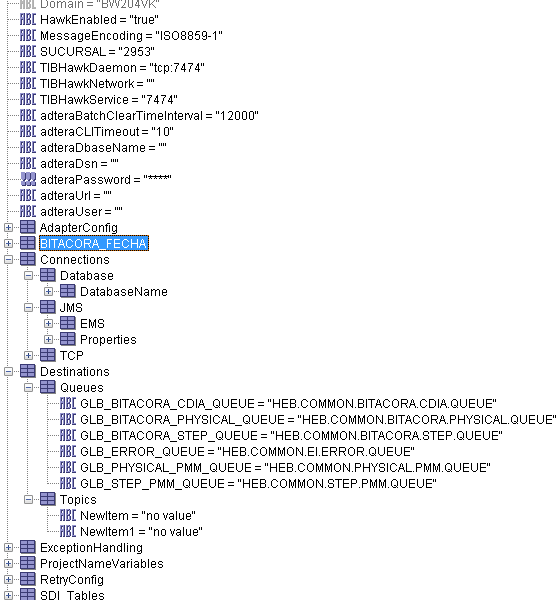 Domain = "BW204VK"
HawkEnabled = "true"
MessageEncoding = "ISO8859-1"
SUCURSAL = "2953"
TIBHawkDaemon = "tcp:7474"
TIBHawkNetwork = ""
TIBHawkService = "7474"
adteraBatchClearTimeInterval = "12000"
adteraCLITimeout = "10"
adteraDbaseName = ""
adteraDsn = ""
adteraPassword = "****"
adteraUrl = ""
adteraUser = ""
AdapterConfig
BITACORA_FECHA
Connections
Database
DatabaseName
JMS
EMS
Properties
TCP
Destinations
Queues
GLB_BITACORA_CDIA_QUEUE = "HEB.COMMON.BITACORA.CDIA.QUEUE"
GLB_BITACORA_PHYSICAL_QUEUE = "HEB.COMMON.BITACORA.PHYSICAL.QUEUE"
GLB_BITACORA_STEP_QUEUE = "HEB.COMMON.BITACORA.STEP.QUEUE"
GLB_ERROR_QUEUE = "HEB.COMMON.EI.ERROR.QUEUE"
GLB_PHYSICAL_PMM_QUEUE = "HEB.COMMON.PHYSICAL.PMM.QUEUE"
GLB_STEP_PMM_QUEUE = "HEB.COMMON.STEP.PMM.QUEUE"
Topics
NewItem = "no value"
NewItem1 = "no value"
ExceptionHandling
ProjectNameVariables
RetryConfig
SDI_Tables